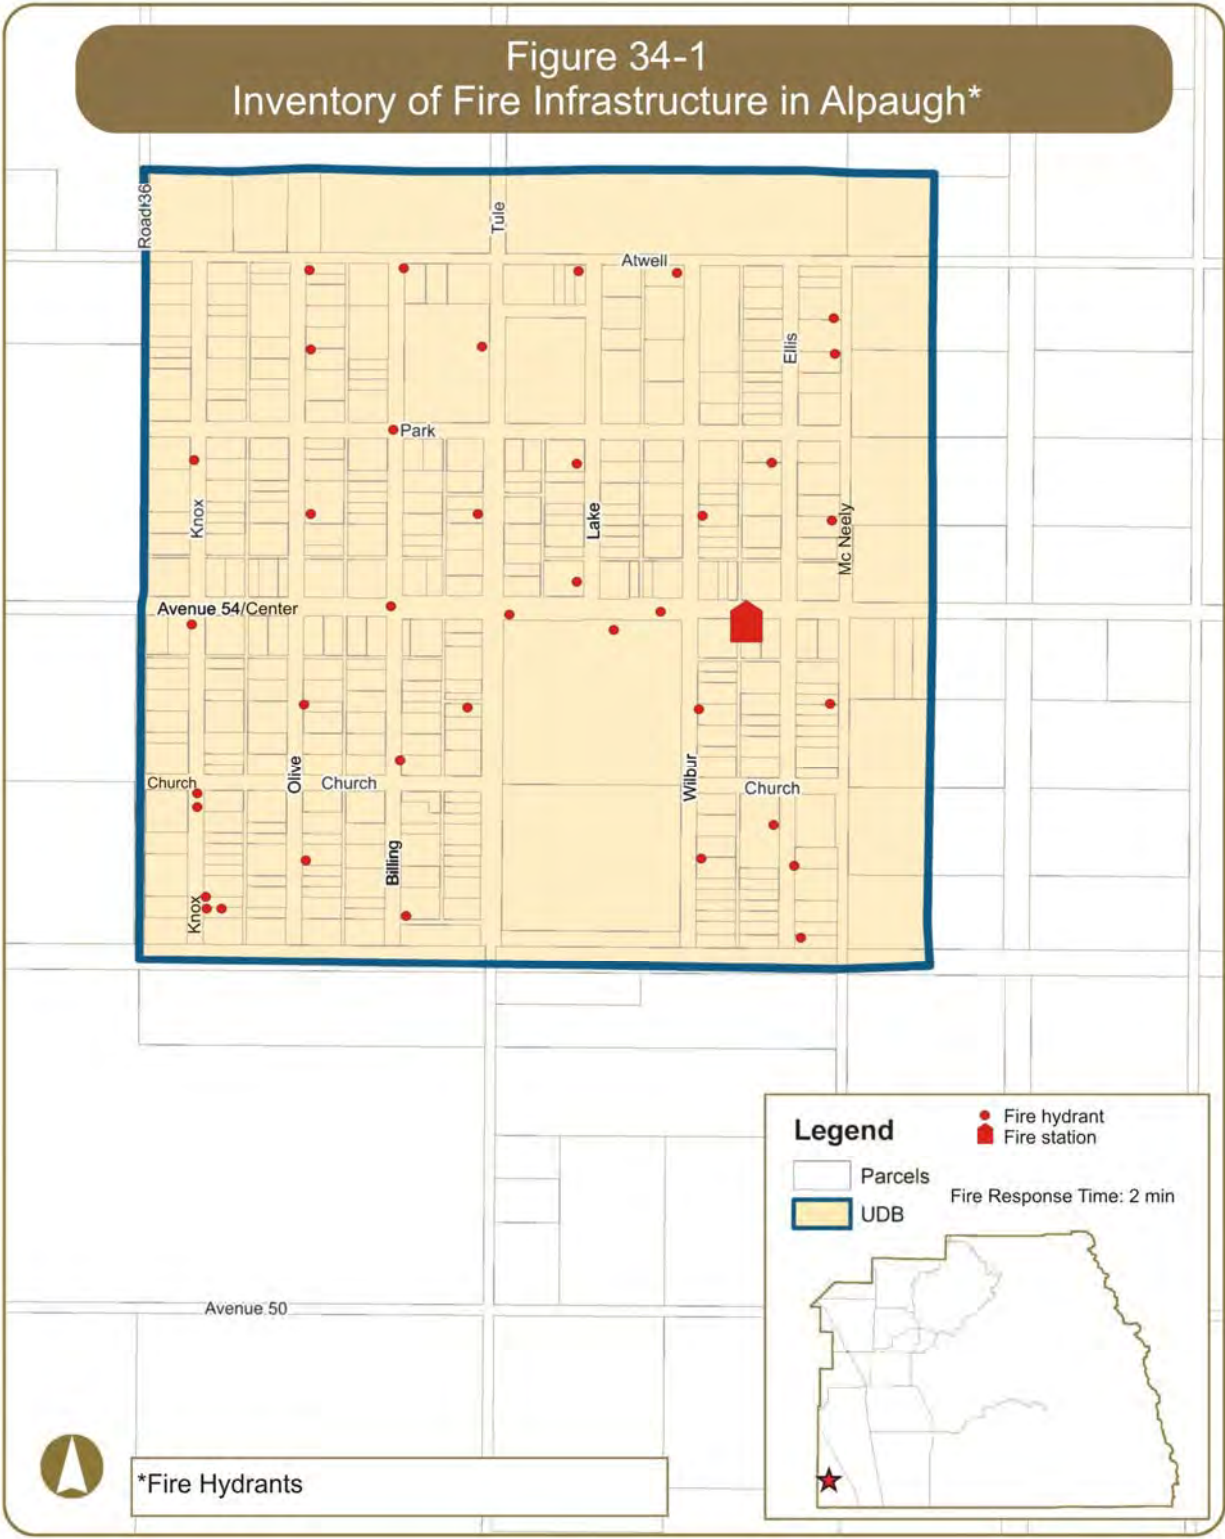 Figure 34-1
Inventory of Fire Infrastructure in Alpaugh*
Road 36
Tule
Atwell
Ellis
Park
Knox
Lake
Mc Neely
Avenue 54/Center
Church
Olive
Church
Wilbur
Church
Billing
Knox
Legend
Fire hydrant
Fire station
Parcels
Fire Response Time: 2 min
UDB
Avenue 50
*Fire Hydrants